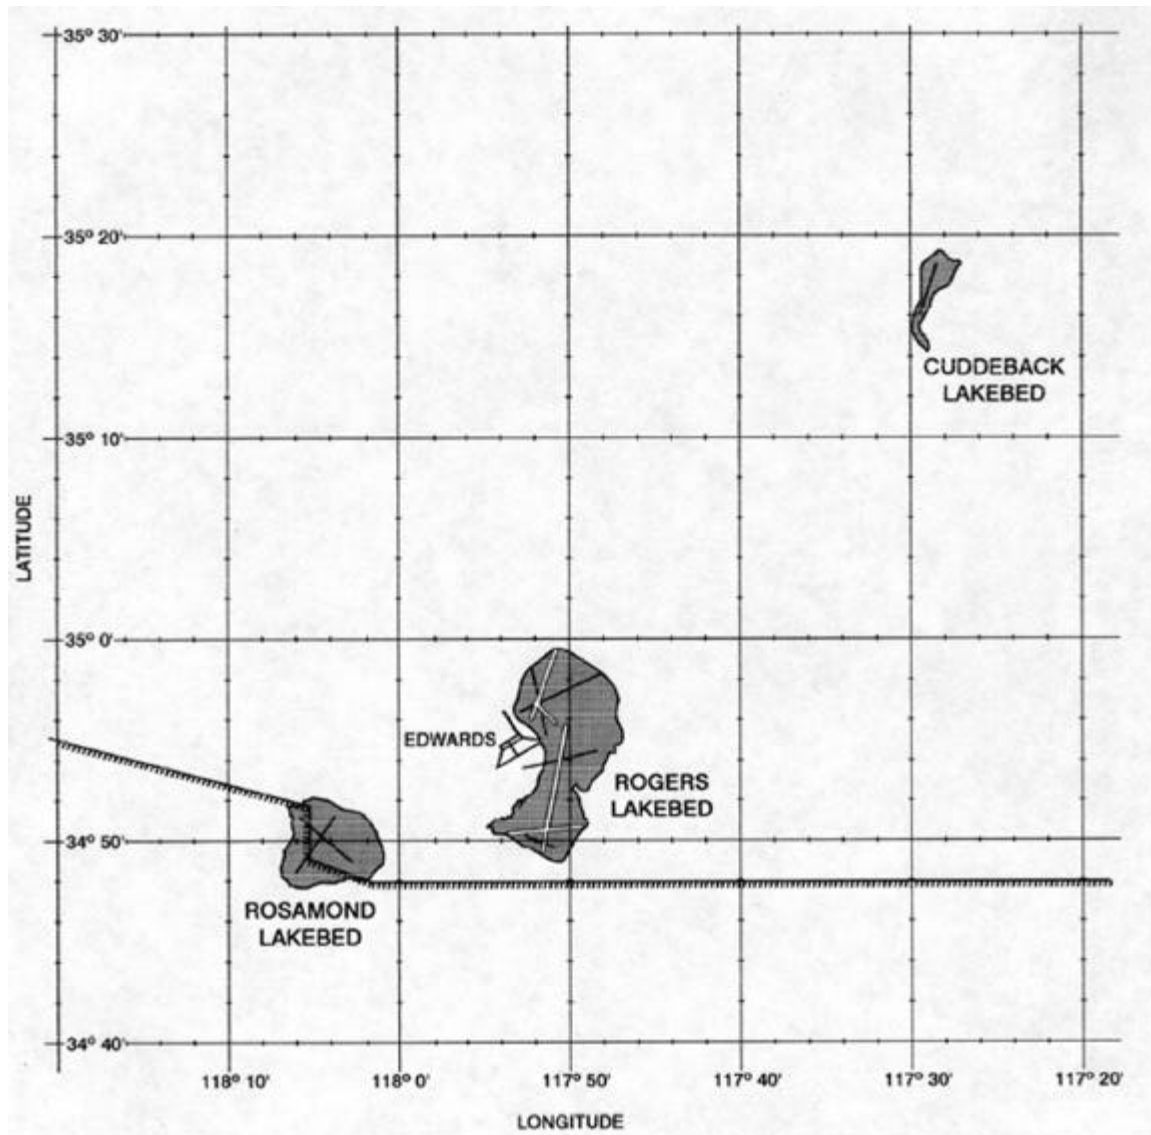 35° 30'
35° 20'
CUDDEBACK
LAKEBED
35° 10'
LATITUDE
35° 0'
EDWARDS
ROGERS
LAKEBED
34° 50'
ROSAMOND
LAKEBED
34° 40'
118° 10'
118° 0'
117° 50'
117° 40'
117° 30'
117° 20'
LONGITUDE